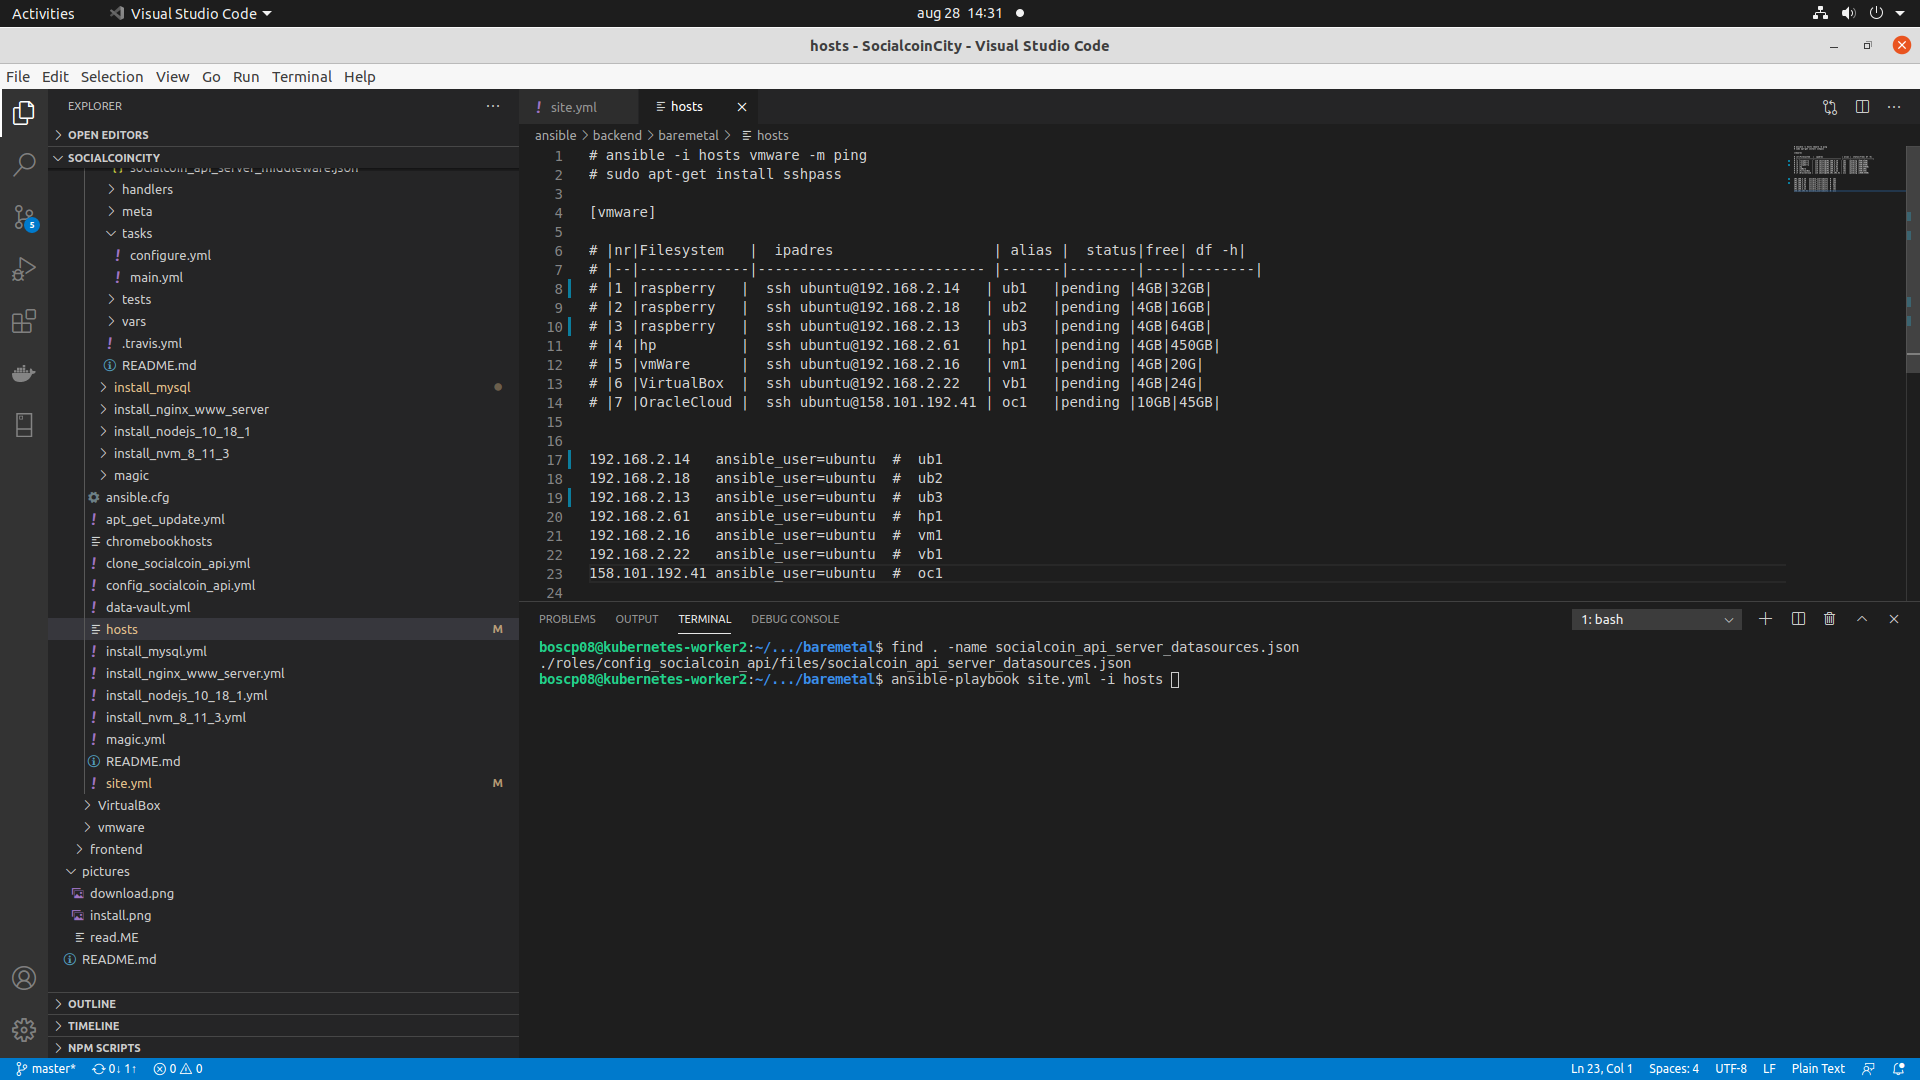 Activities
Visual Studio Code
aug 28 14:31
hosts - SocialcoinCity - Visual Studio Code
File Edit Selection View Go Run Terminal Help
EXPLORER
OPEN EDITORS
SOCIALCOINCITY
socialcoin_api_server_middleware.json
handlers
meta
tasks
configure.yml
main.yml
tests
vars
.travis.yml
README.md
install_mysql
install_nginx_www_server
install_nodejs_10_18_1
install_nvm_8_11_3
magic
ansible.cfg
apt_get_update.yml
chromebookhosts
clone_socialcoin_api.yml
config_socialcoin_api.yml
data-vault.yml
hosts M
install_mysql.yml
install_nginx_www_server.yml
install_nodejs_10_18_1.yml
install_nvm_8_11_3.yml
magic.yml
README.md
site.yml M
VirtualBox
vmware
frontend
pictures
download.png
install.png
read.ME
README.md
OUTLINE
TIMELINE
NPM SCRIPTS
5
site.yml
hosts
ansible > backend > baremetal > hosts
1 # ansible -i hosts vmware -m ping
2 # sudo apt-get install sshpass
3
4 [vmware]
5
6 # |nr|Filesystem   |  ipadres                   | alias |  status|free| df -h|
7 # |--|-------------|--------------------------- |-------|--------|----|--------|
8 # |1 |raspberry   |  ssh ubuntu@192.168.2.14   | ub1   |pending |4GB|32GB|
9 # |2 |raspberry   |  ssh ubuntu@192.168.2.18   | ub2   |pending |4GB|16GB|
10 # |3 |raspberry   |  ssh ubuntu@192.168.2.13   | ub3   |pending |4GB|64GB|
11 # |4 |hp          |  ssh ubuntu@192.168.2.61   | hp1   |pending |4GB|450GB|
12 # |5 |vmWare      |  ssh ubuntu@192.168.2.16   | vm1   |pending |4GB|20G|
13 # |6 |VirtualBox  |  ssh ubuntu@192.168.2.22   | vb1   |pending |4GB|24G|
14 # |7 |OracleCloud |  ssh ubuntu@158.101.192.41 | oc1   |pending |10GB|45GB|
15
16
17 192.168.2.14   ansible_user=ubuntu  #  ub1
18 192.168.2.18   ansible_user=ubuntu  #  ub2
19 192.168.2.13   ansible_user=ubuntu  #  ub3
20 192.168.2.61   ansible_user=ubuntu  #  hp1
21 192.168.2.16   ansible_user=ubuntu  #  vm1
22 192.168.2.22   ansible_user=ubuntu  #  vb1
23 158.101.192.41 ansible_user=ubuntu  #  oc1
24
PROBLEMS OUTPUT TERMINAL DEBUG CONSOLE
1: bash
boscp08@kubernetes-worker2:~/.../baremetal$ find . -name socialcoin_api_server_datasources.json
./roles/config_socialcoin_api/files/socialcoin_api_server_datasources.json
boscp08@kubernetes-worker2:~/.../baremetal$ ansible-playbook site.yml -i hosts
master* 0↓ 1↑ 0 0
Ln 23, Col 1 Spaces: 4 UTF-8 LF Plain Text